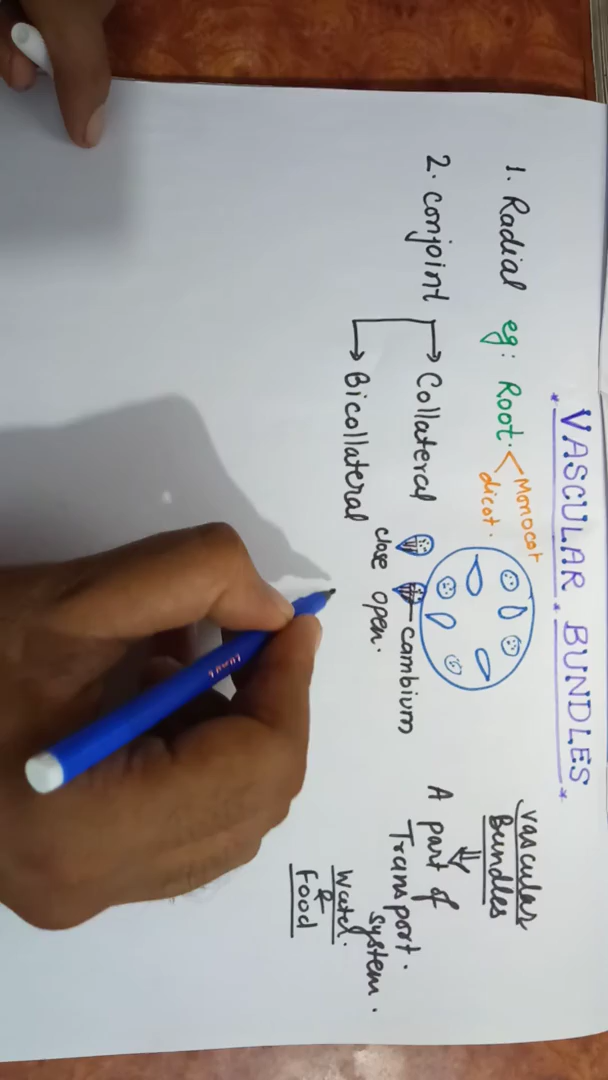 * VASCULAR BUNDLES *
1. Radial eg: Root.
Monocot
dicot.
2. Conjoint
Collateral
Bicollateral
close open.
cambium
Vascular
Bundles
A part of
Transport.
system.
Water.
&
Food